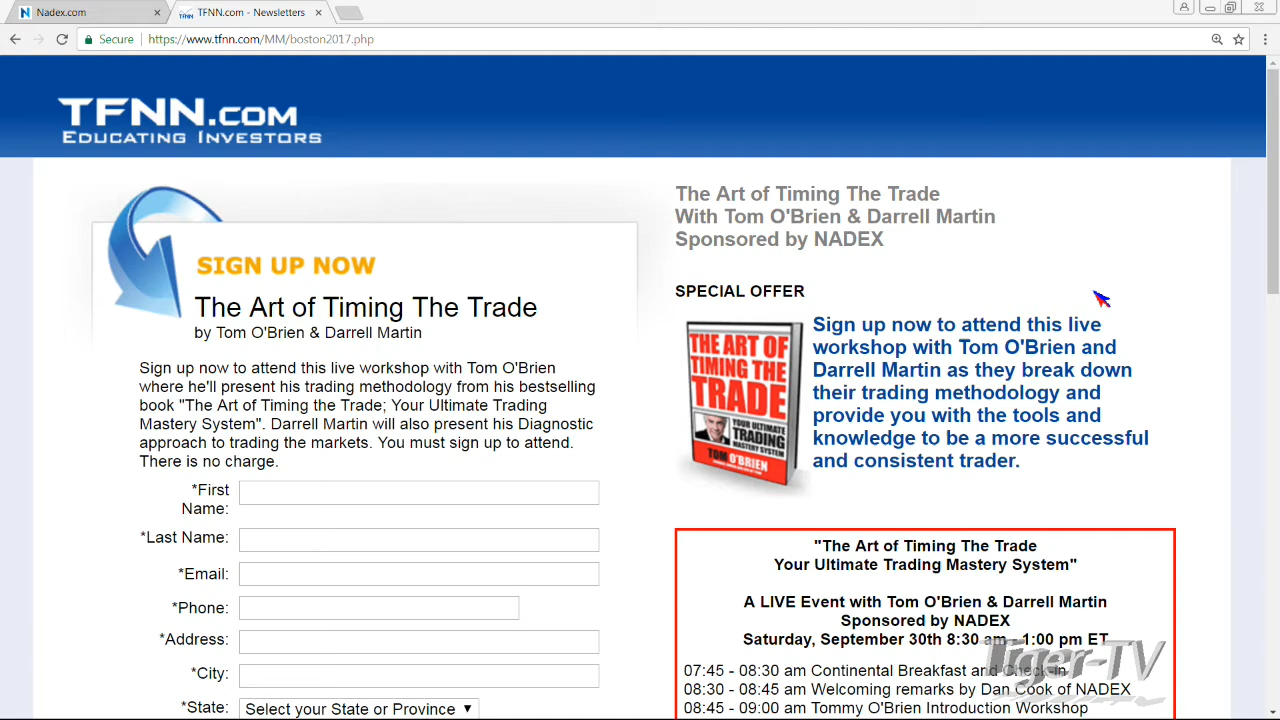 Nadex.com
TFNN.com - Newsletters
Secure
https://www.tfnn.com/MM/boston2017.php
TFNN.COM
EDUCATING INVESTORS
SIGN UP NOW
The Art of Timing The Trade
by Tom O'Brien & Darrell Martin
Sign up now to attend this live workshop with Tom O'Brien
where he'll present his trading methodology from his bestselling
book "The Art of Timing the Trade; Your Ultimate Trading
Mastery System". Darrell Martin will also present his Diagnostic
approach to trading the markets. You must sign up to attend.
There is no charge.
*First
Name:
*Last Name:
*Email:
*Phone:
*Address:
*City:
*State:
Select your State or Province
The Art of Timing The Trade
With Tom O'Brien & Darrell Martin
Sponsored by NADEX
SPECIAL OFFER
THE ART OF
TIMING THE
TRADE
YOUR ULTIMATE
TRADING
MASTERY SYSTEM
TOM O'BRIEN
Sign up now to attend this live
workshop with Tom O'Brien and
Darrell Martin as they break down
their trading methodology and
provide you with the tools and
knowledge to be a more successful
and consistent trader.
"The Art of Timing The Trade
Your Ultimate Trading Mastery System"
A LIVE Event with Tom O'Brien & Darrell Martin
Sponsored by NADEX
Saturday, September 30th 8:30 am - 1:00 pm ET
07:45 - 08:30 am Continental Breakfast and Check-in
08:30 - 08:45 am Welcoming remarks by Dan Cook of NADEX
08:45 - 09:00 am Tommy O'Brien Introduction Workshop
Tiger-TV